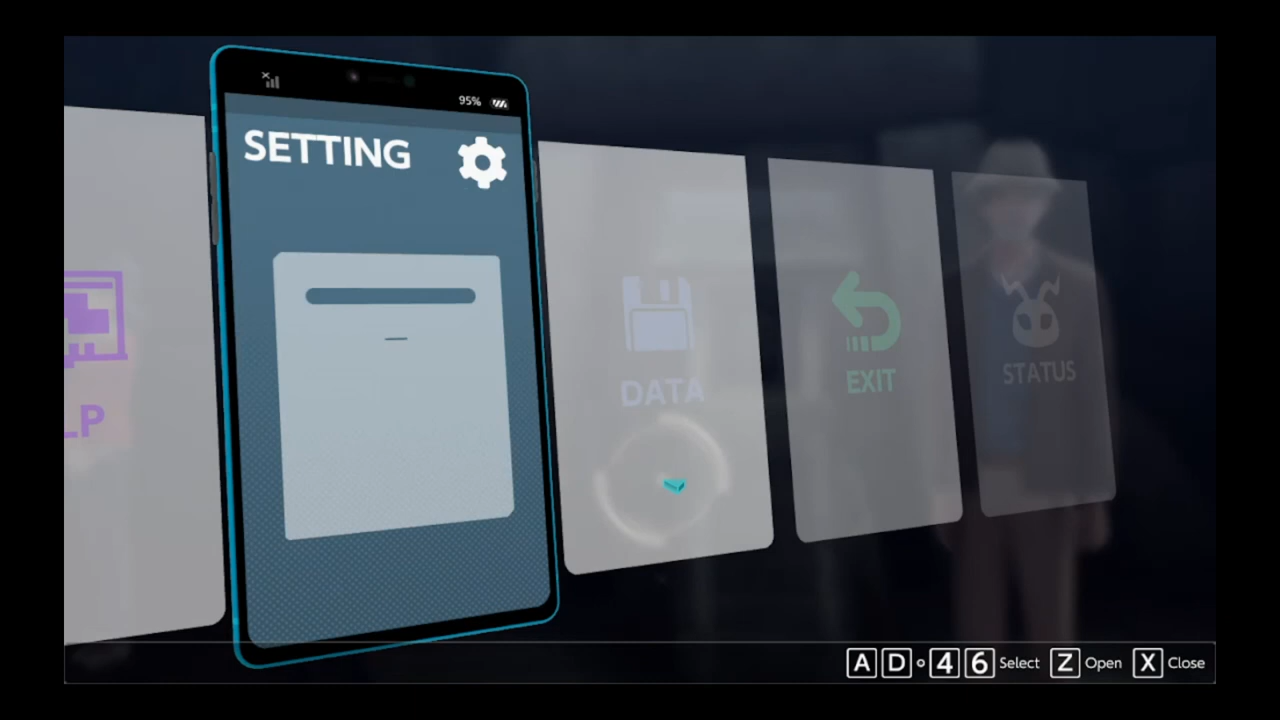 95%
SETTING
LP
DATA
EXIT
STATUS
A D 4 6 Select Z Open X Close